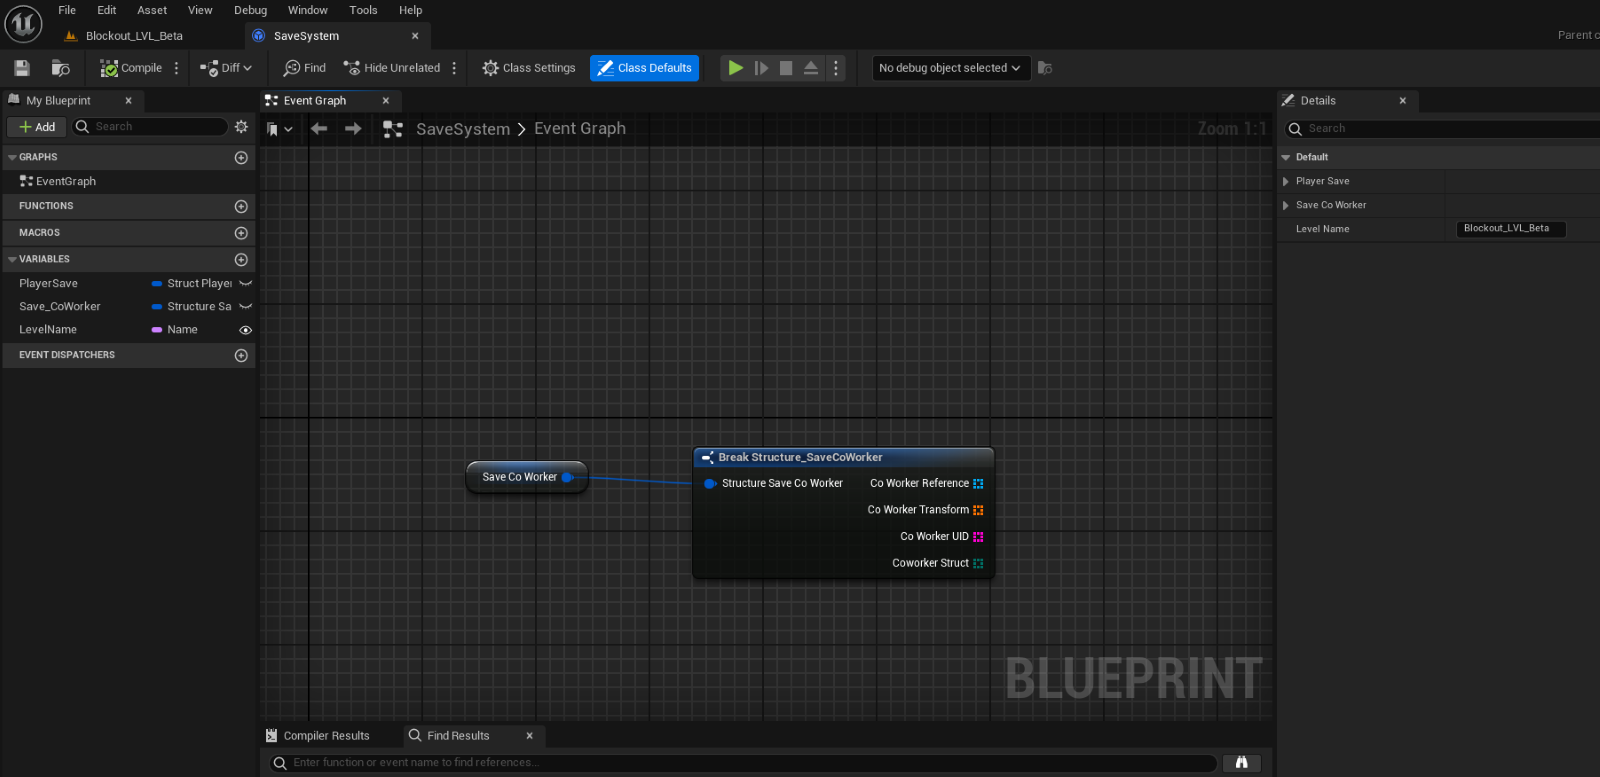 File Edit Asset View Debug Window Tools Help
Blockout_LVL_Beta SaveSystem
Compile Diff Find Hide Unrelated Class Settings Class Defaults No debug object selected
My Blueprint Event Graph Details
Add Search SaveSystem > Event Graph Zoom 1:1 Search
GRAPHS
EventGraph
FUNCTIONS
MACROS
VARIABLES
PlayerSave Struct Player
Save_CoWorker Structure Sa
LevelName Name
EVENT DISPATCHERS
Save Co Worker
Break Structure_SaveCoWorker
Structure Save Co Worker Co Worker Reference
Co Worker Transform
Co Worker UID
Coworker Struct
BLUEPRINT
Compiler Results Find Results
Enter function or event name to find references...
Parent
Default
Player Save
Save Co Worker
Level Name Blockout_LVL_Beta